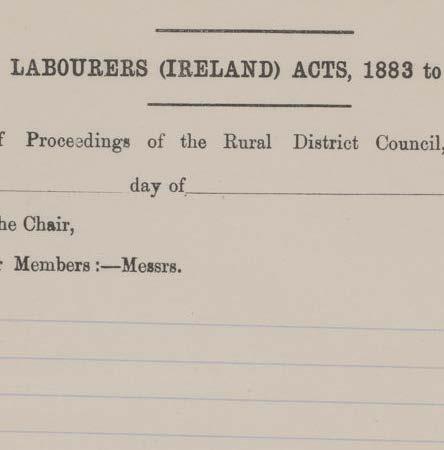 LABOURERS (IRELAND) ACTS, 1883 to
f Proceedings of the Rural District Council,
day of
he Chair,
r Members:—Messrs.